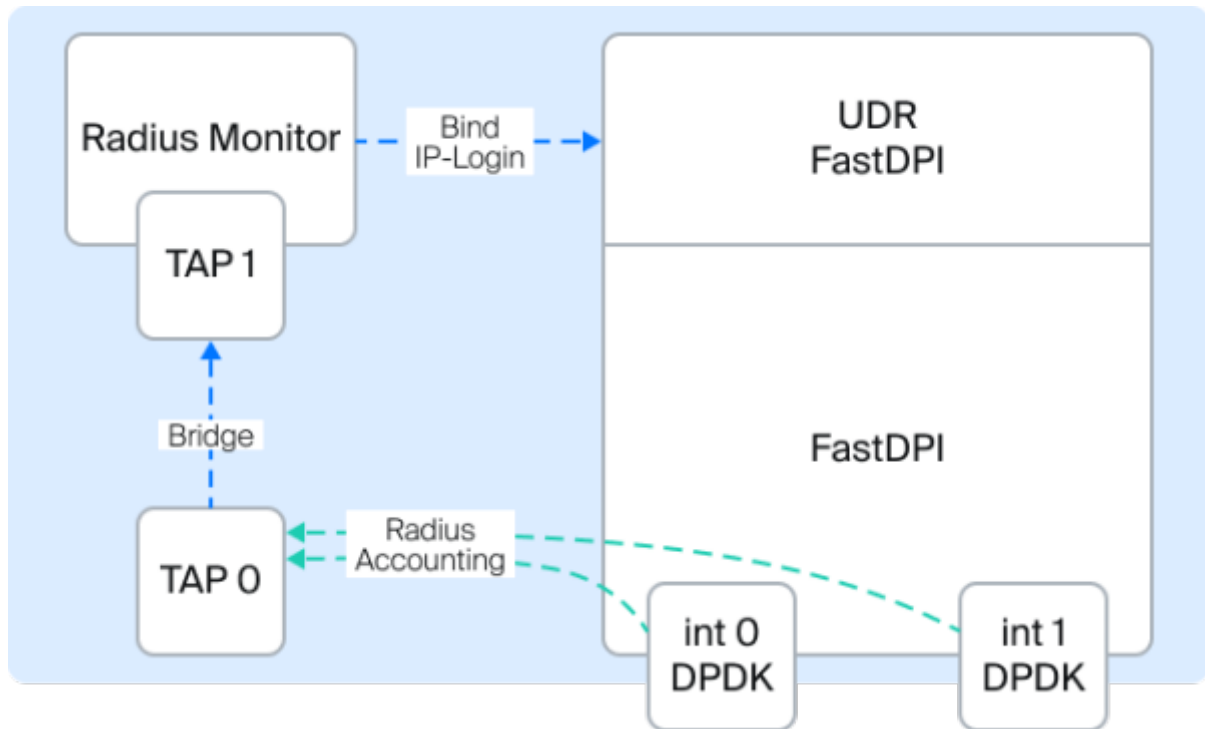 Radius Monitor
Bind
IP-Login
UDR
FastDPI
TAP 1
Bridge
FastDPI
Radius
Accounting
TAP 0
int 0
DPDK
int 1
DPDK